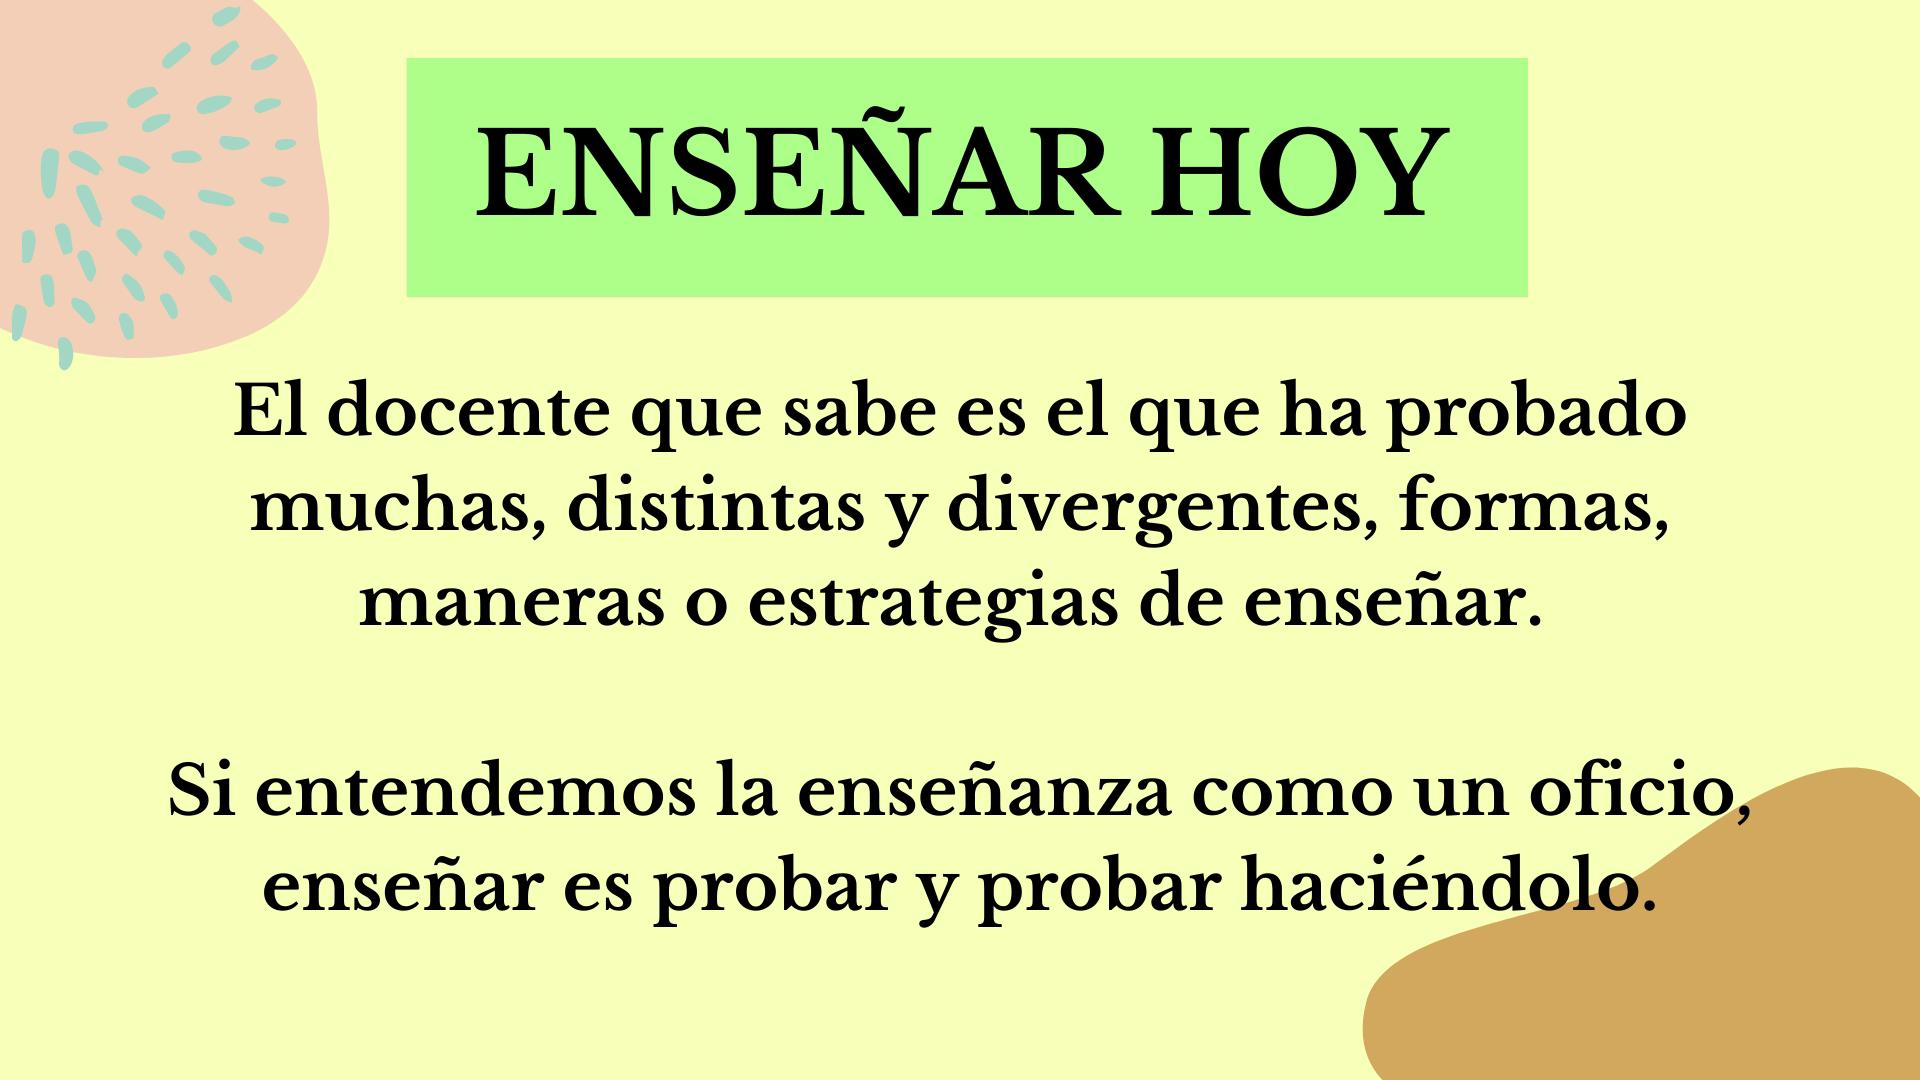 ENSEÑAR HOY
El docente que sabe es el que ha probado
muchas, distintas y divergentes, formas,
maneras o estrategias de enseñar.
Si entendemos la enseñanza como un oficio,
enseñar es probar y probar haciéndolo.